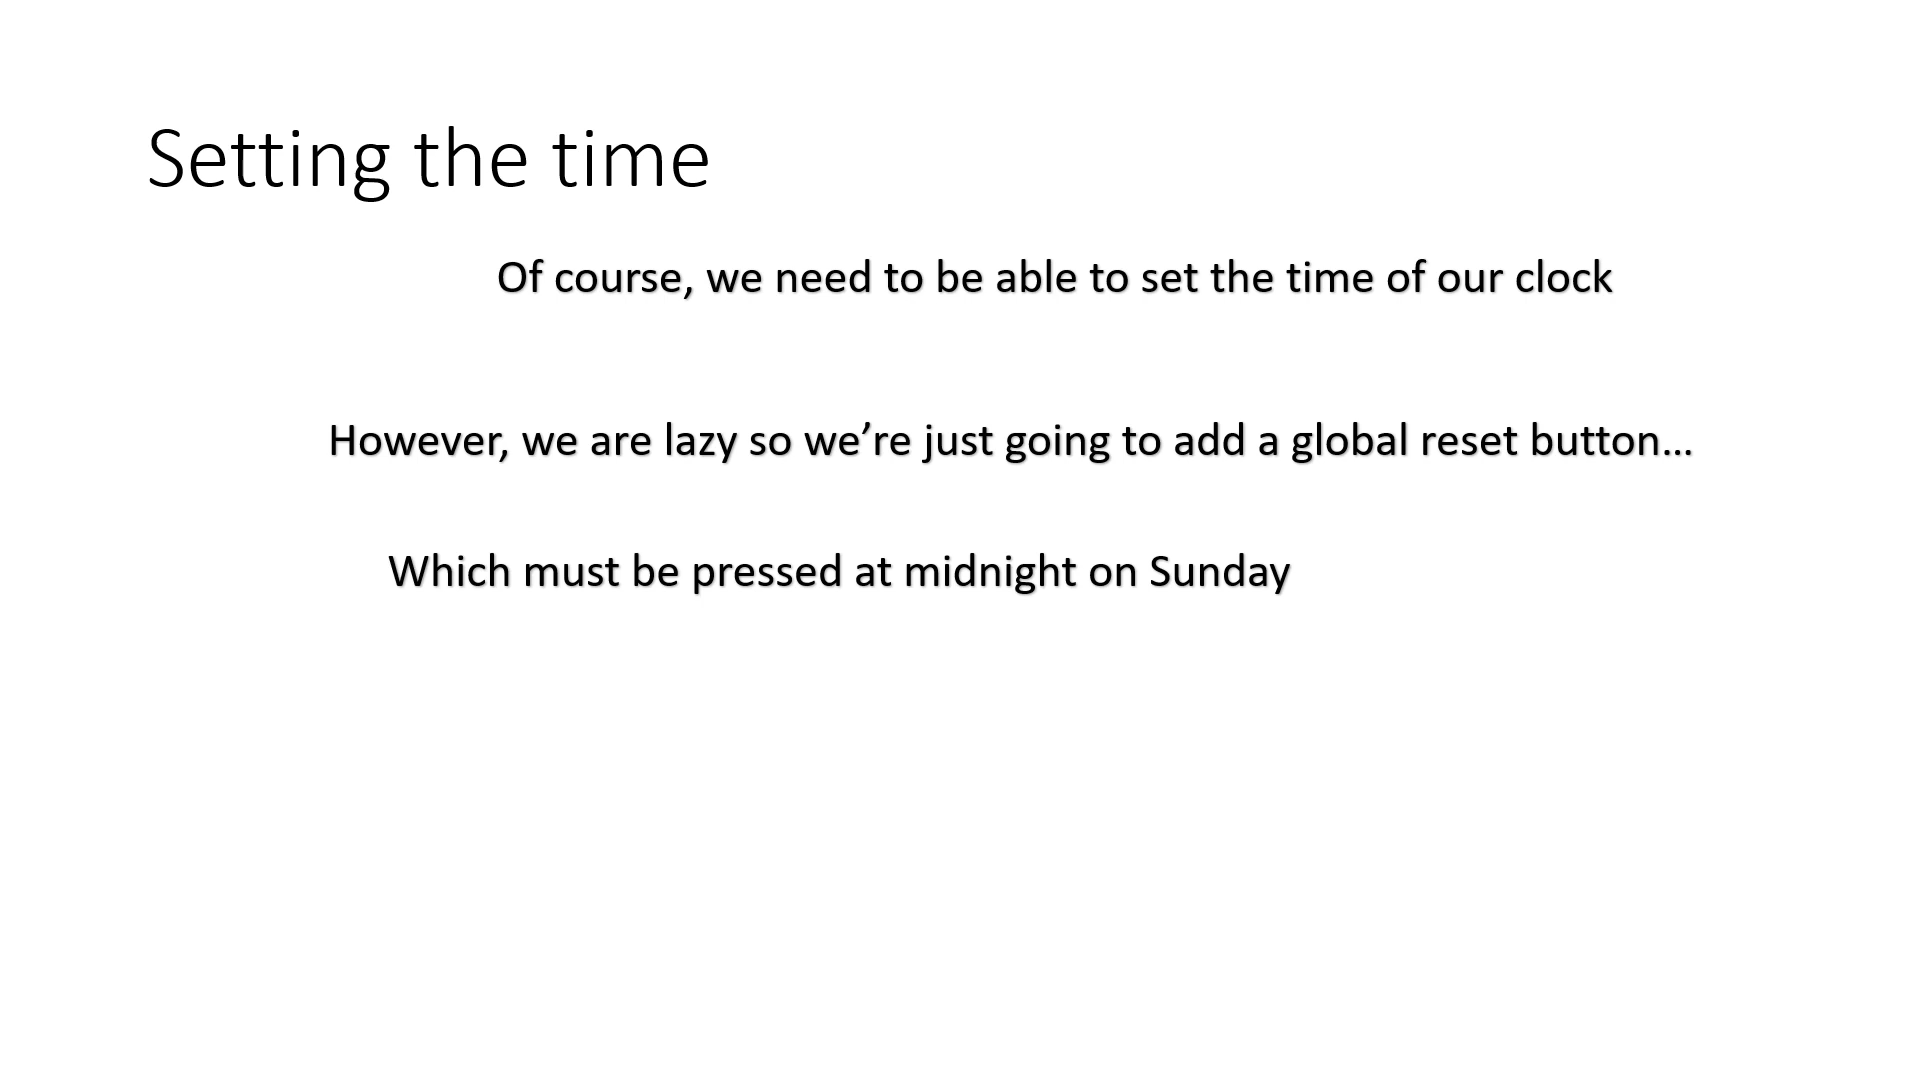 Setting the time
Of course, we need to be able to set the time of our clock
However, we are lazy so we’re just going to add a global reset button…
Which must be pressed at midnight on Sunday